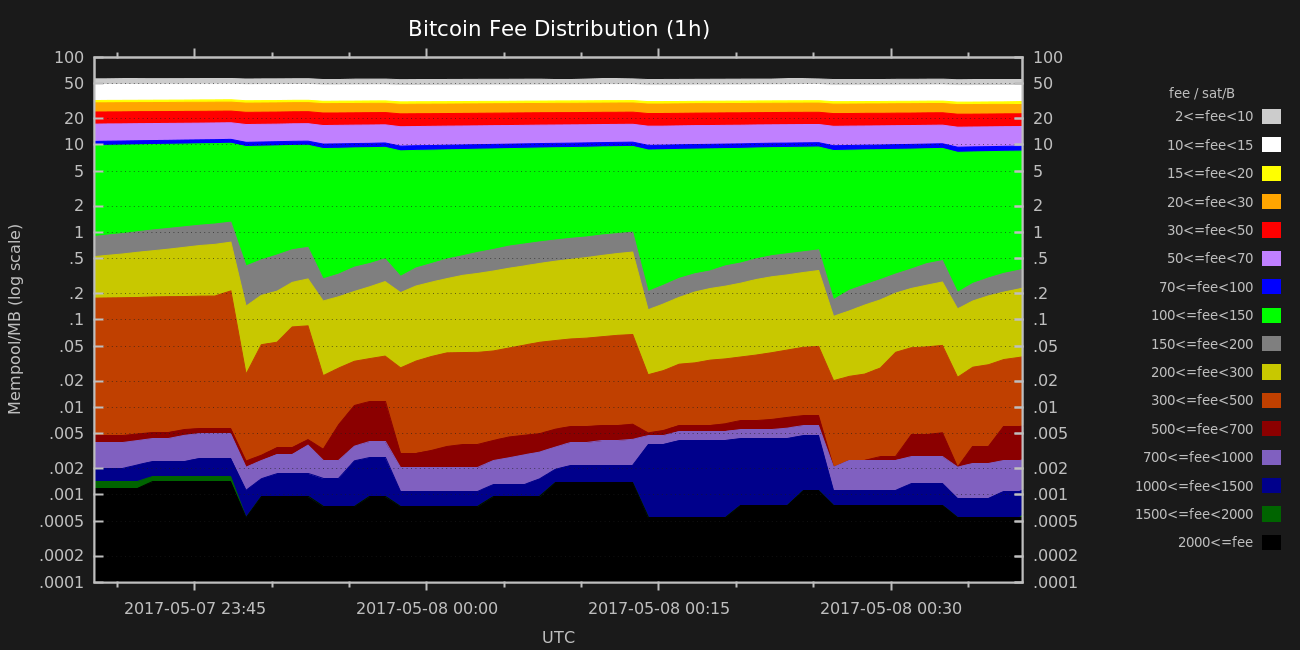 Bitcoin Fee Distribution (1h)
100
50
20
10
5
2
1
.5
.2
.1
.05
.02
.01
.005
.002
.001
.0005
.0002
.0001
Mempool/MB (log scale)
100
50
20
10
5
2
1
.5
.2
.1
.05
.02
.01
.005
.002
.001
.0005
.0002
.0001
2017-05-07 23:45
2017-05-08 00:00
2017-05-08 00:15
2017-05-08 00:30
UTC
fee / sat/B
2<=fee<10
10<=fee<15
15<=fee<20
20<=fee<30
30<=fee<50
50<=fee<70
70<=fee<100
100<=fee<150
150<=fee<200
200<=fee<300
300<=fee<500
500<=fee<700
700<=fee<1000
1000<=fee<1500
1500<=fee<2000
2000<=fee